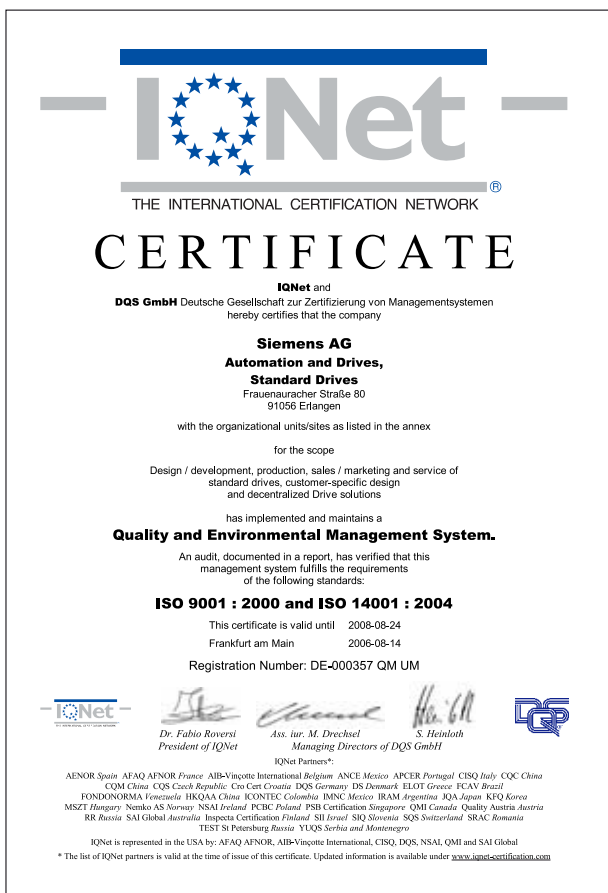 IQNet
®
THE INTERNATIONAL CERTIFICATION NETWORK
CERTIFICATE
IQNet and
DQS GmbH Deutsche Gesellschaft zur Zertifizierung von Managementsystemen
hereby certifies that the company
Siemens AG
Automation and Drives,
Standard Drives
Frauenauracher Straße 80
91056 Erlangen
with the organizational units/sites as listed in the annex
for the scope
Design / development, production, sales / marketing and service of
standard drives, customer-specific design
and decentralized Drive solutions
has implemented and maintains a
Quality and Environmental Management System.
An audit, documented in a report, has verified that this
management system fulfills the requirements
of the following standards:
ISO 9001 : 2000 and ISO 14001 : 2004
This certificate is valid until 2008-08-24
Frankfurt am Main 2006-08-14
Registration Number: DE-000357 QM UM
IQNet
THE INTERNATIONAL CERTIFICATION NETWORK
DQS
Dr. Fabio Roversi Ass. iur. M. Drechsel S. Heinloth
President of IQNet Managing Directors of DQS GmbH
IQNet Partners*:
AENOR Spain AFAQ AFNOR France AIB-Vinçotte International Belgium ANCE Mexico APCER Portugal CISQ Italy CQC China
CQM China CQS Czech Republic Cro Cert Croatia DQS Germany DS Denmark ELOT Greece FCAV Brazil
FONDONORMA Venezuela HKQAA China ICONTEC Colombia IMNC Mexico IRAM Argentina JQA Japan KFQ Korea
MSZT Hungary Nemko AS Norway NSAI Ireland PCBC Poland PSB Certification Singapore QMI Canada Quality Austria Austria
RR Russia SAI Global Australia Inspecta Certification Finland SII Israel SIQ Slovenia SQS Switzerland SRAC Romania
TEST St Petersburg Russia YUQS Serbia and Montenegro
IQNet is represented in the USA by: AFAQ AFNOR, AIB-Vinçotte International, CISQ, DQS, NSAI, QMI and SAI Global
* The list of IQNet partners is valid at the time of issue of this certificate. Updated information is available under www.iqnet-certification.com